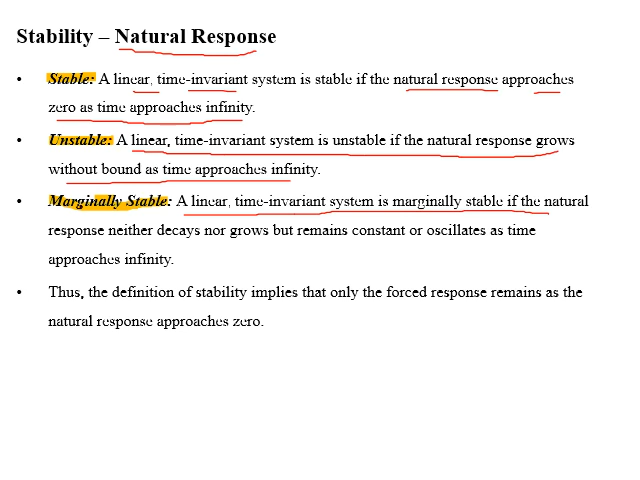 Stability – Natural Response
• Stable: A linear, time-invariant system is stable if the natural response approaches
zero as time approaches infinity.
• Unstable: A linear, time-invariant system is unstable if the natural response grows
without bound as time approaches infinity.
• Marginally Stable: A linear, time-invariant system is marginally stable if the natural
response neither decays nor grows but remains constant or oscillates as time
approaches infinity.
• Thus, the definition of stability implies that only the forced response remains as the
natural response approaches zero.